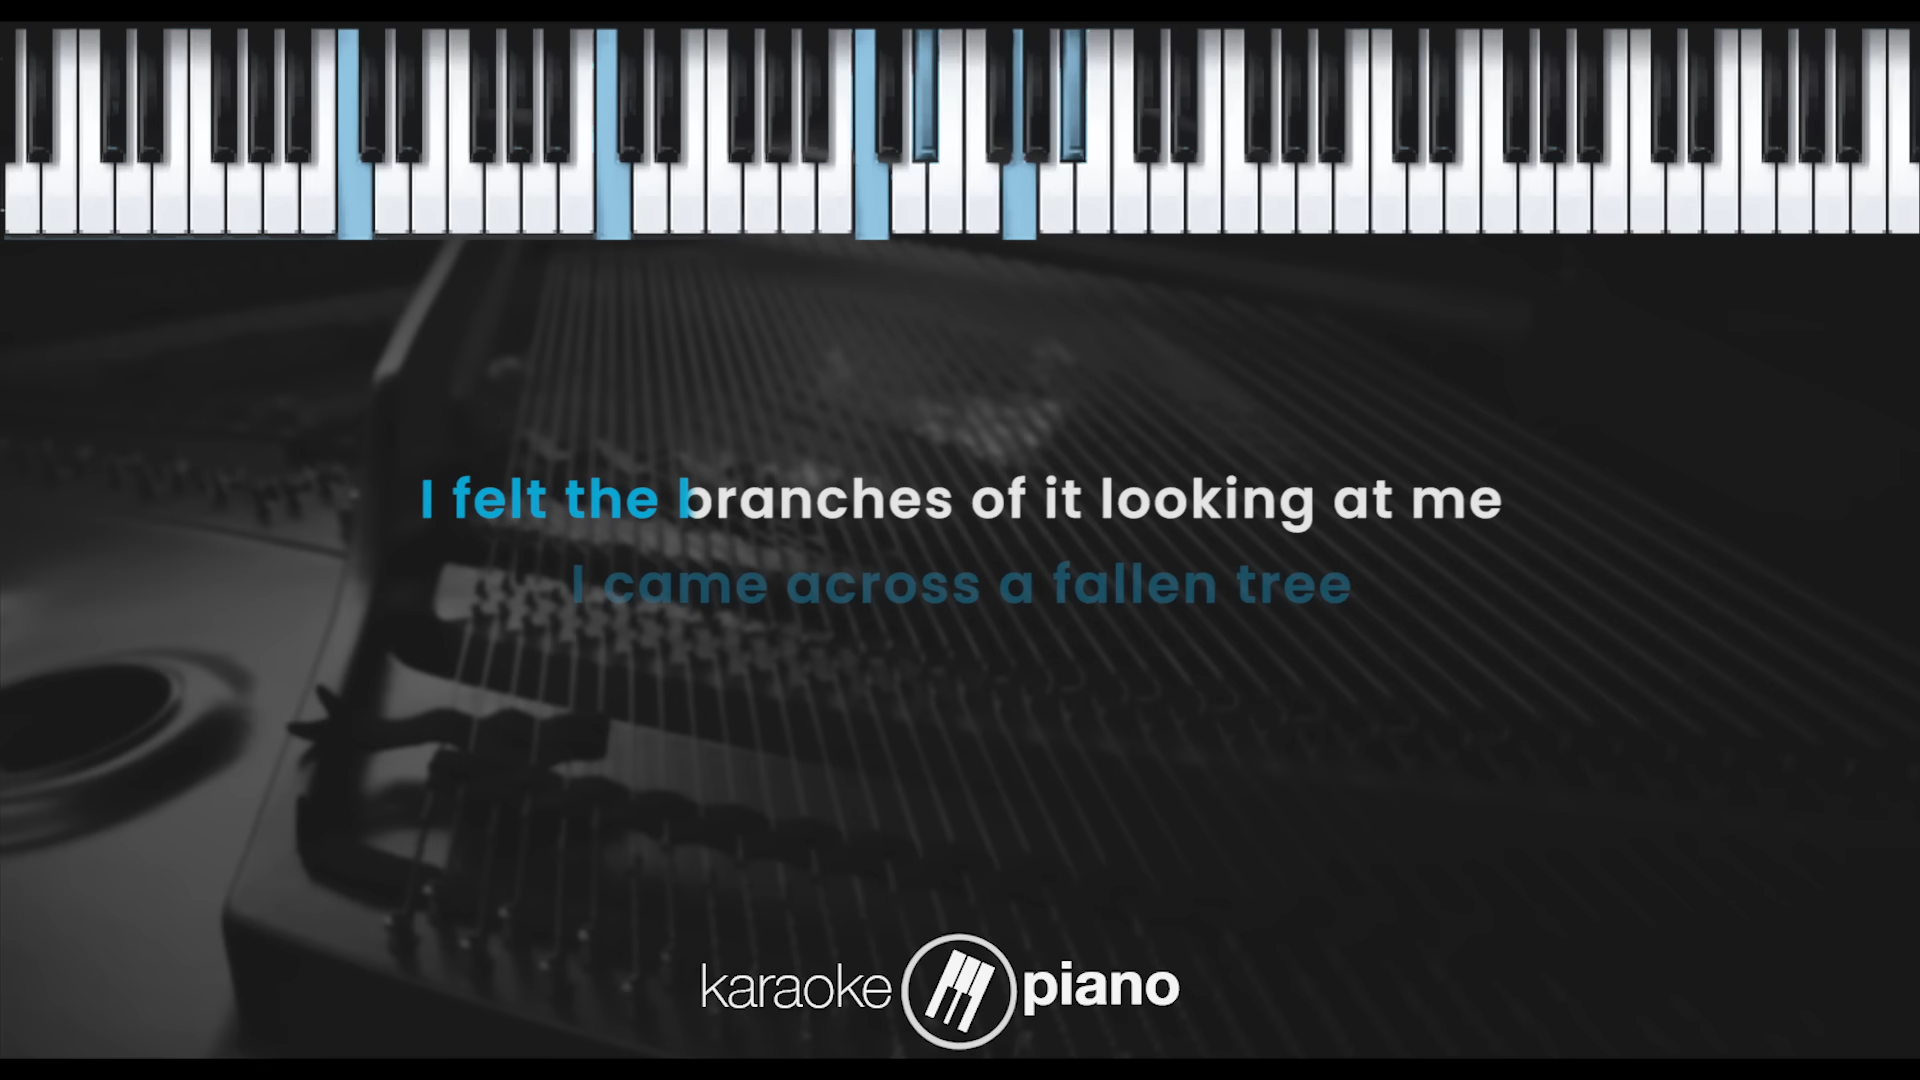 I felt the branches of it looking at me
I came across a fallen tree
karaoke piano